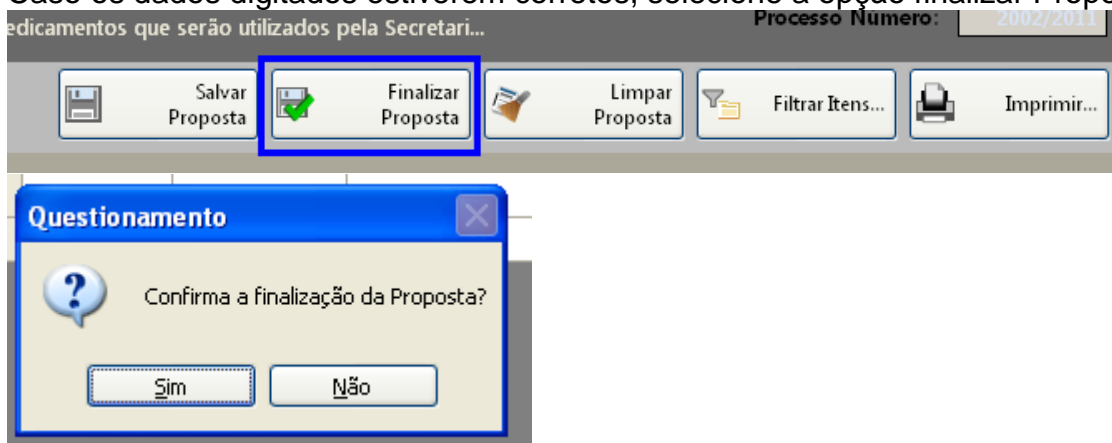 Caso os dados digitados estiverem corretos, selecione a opção finalizar Propo
edicamentos que serão utilizados pela Secretari...
Processo Número: 2002/2011
Salvar
Proposta
Finalizar
Proposta
Limpar
Proposta
Filtrar Itens...
Imprimir...
Questionamento
Confirma a finalização da Proposta?
Sim
Não